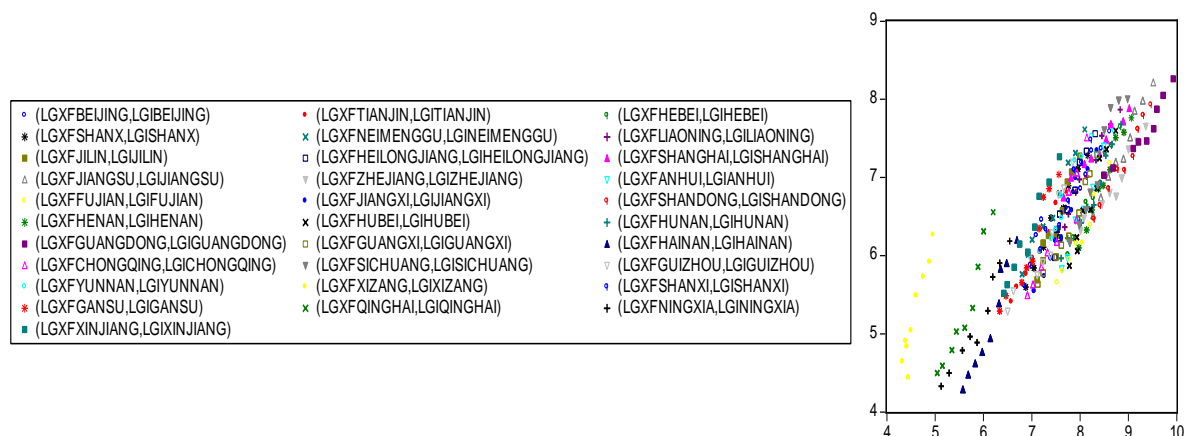 (LGXFBEIJING,LGIBEIJING) (LGXFTIANJIN,LGITIANJIN) (LGXFHEBEI,LGIHEBEI)
(LGXFSHANX,LGISHANX) (LGXFNEIMENGGU,LGINEIMENGGU) (LGXFLIAONING,LGILIAONING)
(LGXFJILIN,LGIJILIN) (LGXFHEILONGJIANG,LGIHEILONGJIANG) (LGXFSHANGHAI,LGISHANGHAI)
(LGXFJIANGSU,LGIJIANGSU) (LGXFZHEJIANG,LGIZHEJIANG) (LGXFANHUI,LGIANHUI)
(LGXFFUJIAN,LGIFUJIAN) (LGXFJIANGXI,LGIJIANGXI) (LGXFSHANDONG,LGISHANDONG)
(LGXFHENAN,LGIHENAN) (LGXFHUBEI,LGIHUBEI) (LGXFHUNAN,LGIHUNAN)
(LGXFGUANGDONG,LGIGUANGDONG) (LGXFGUANGXI,LGIGUANGXI) (LGXFHAINAN,LGIHAINAN)
(LGXFCHONGQING,LGICHONGQING) (LGXFSICHUANG,LGISICHUANG) (LGXFGUIZHOU,LGIGUIZHOU)
(LGXFYUNNAN,LGIYUNNAN) (LGXFXIZANG,LGIXIZANG) (LGXFSHANXI,LGISHANXI)
(LGXFGANSU,LGIGANSU) (LGXFQINGHAI,LGIQINGHAI) (LGXFNINGXIA,LGININGXIA)
(LGXFXINJIANG,LGIXINJIANG)
9
8
7
6
5
4
4 5 6 7 8 9 10